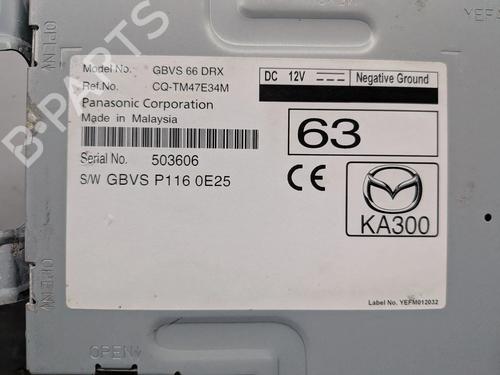 OPEN
YEFM
Model No. GBVS 66 DRX
Ref.No. CQ-TM47E34M
Panasonic Corporation
Made in Malaysia
DC 12V
Negative Ground
63
Serial No. 503606
S/W GBVS P116 0E25
CE
KA300
Label No. YEFM012032
OPEN
OPEN
B-PARTS